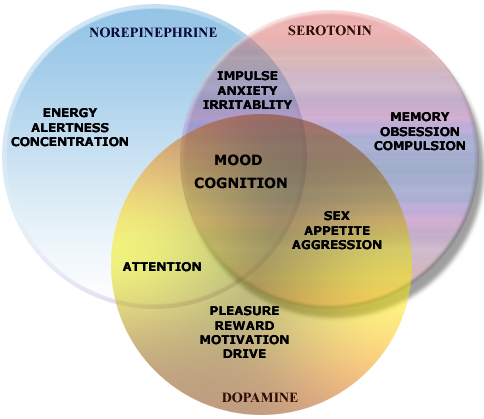 NOREPINEPHRINE
SEROTONIN
IMPULSE
ANXIETY
IRRITABLITY
ENERGY
ALERTNESS
CONCENTRATION
MEMORY
OBSESSION
COMPULSION
MOOD
COGNITION
SEX
APPETITE
AGGRESSION
ATTENTION
PLEASURE
REWARD
MOTIVATION
DRIVE
DOPAMINE